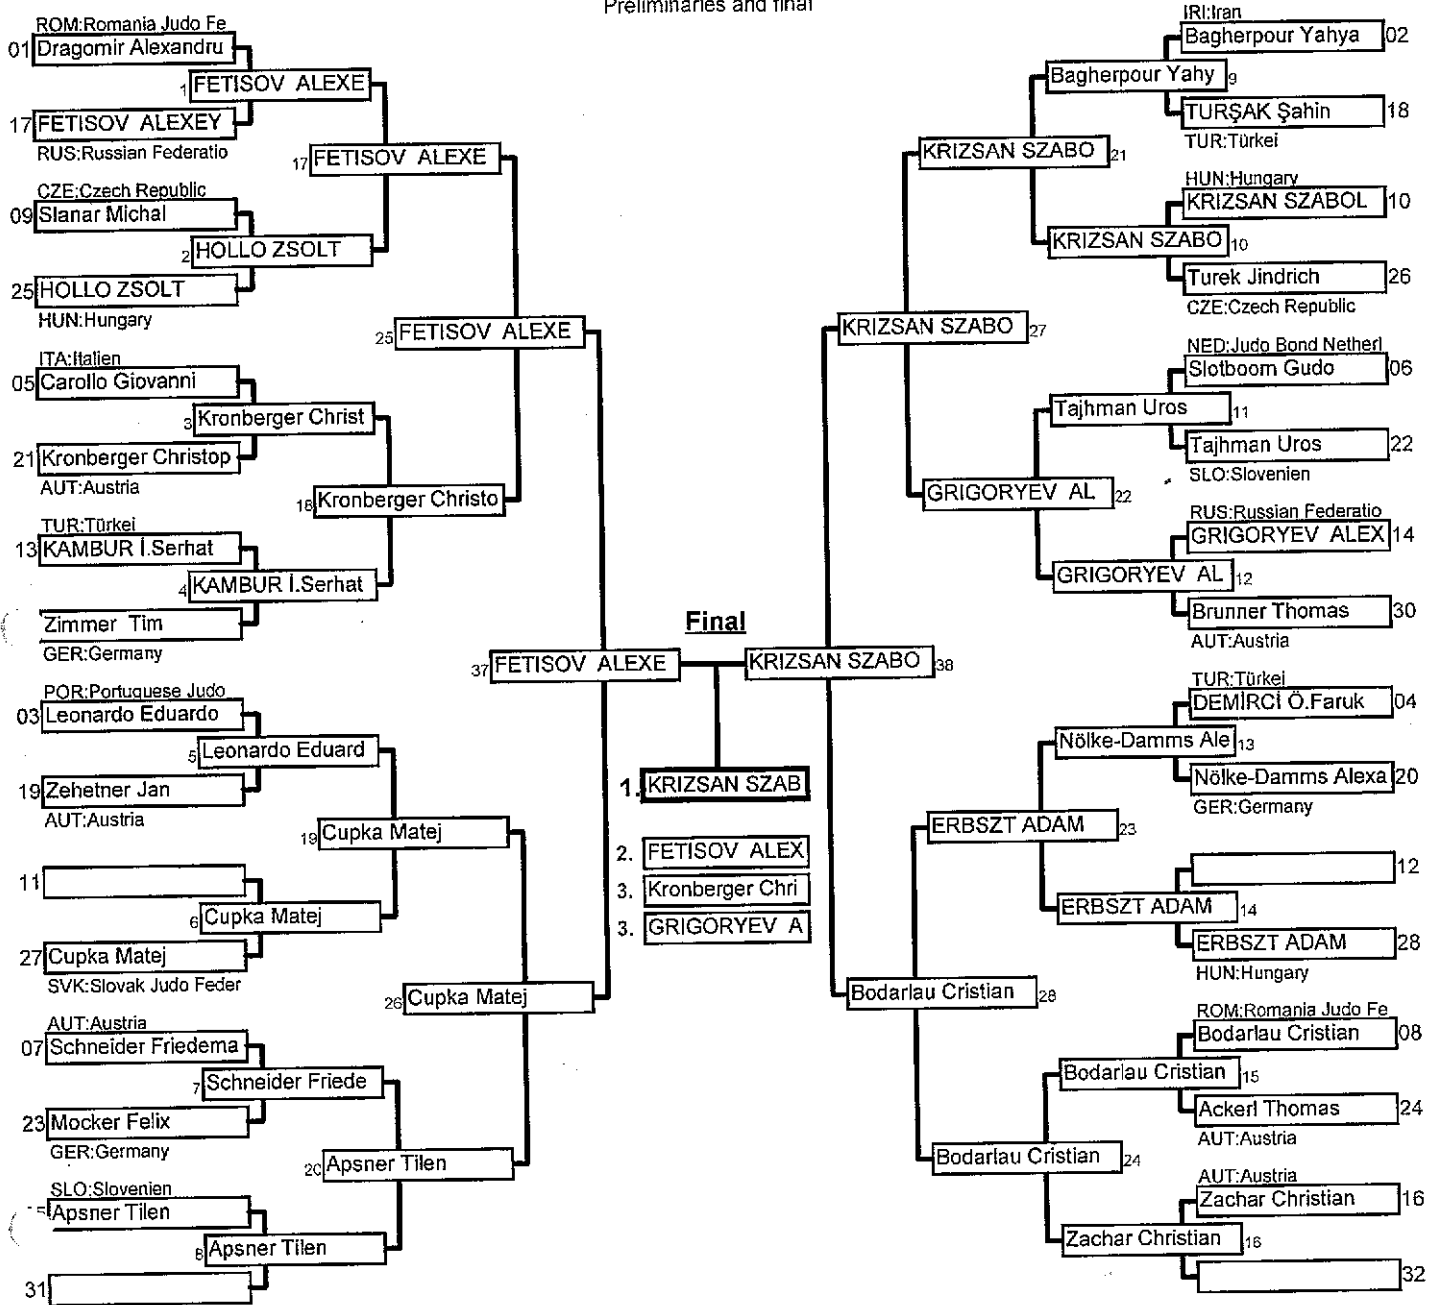 Preliminaries and final
ROM:Romania Judo Fe
01 Dragomir Alexandru
1 FETISOV ALEXE
17 FETISOV ALEXEY
RUS:Russian Federatio
17 FETISOV ALEXE
CZE:Czech Republic
09 Slanar Michal
2 HOLLO ZSOLT
25 HOLLO ZSOLT
HUN:Hungary
25 FETISOV ALEXE
ITA:Italien
05 Carollo Giovanni
3 Kronberger Christ
21 Kronberger Christop
AUT:Austria
18 Kronberger Christo
TUR:Türkei
13 KAMBUR İ.Serhat
4 KAMBUR İ.Serhat
Zimmer Tim
GER:Germany
37 FETISOV ALEXE
POR:Portuguese Judo
03 Leonardo Eduardo
5 Leonardo Eduard
19 Zehetner Jan
AUT:Austria
19 Cupka Matej
11
6 Cupka Matej
27 Cupka Matej
SVK:Slovak Judo Feder
26 Cupka Matej
AUT:Austria
07 Schneider Friedema
7 Schneider Friede
23 Mocker Felix
GER:Germany
20 Apsner Tilen
SLO:Slovenien
Apsner Tilen
8 Apsner Tilen
31
Final
1. KRIZSAN SZAB
2. FETISOV ALEX
3. Kronberger Chri
3. GRIGORYEV A
IRI:Iran
Bagherpour Yahya 02
Bagherpour Yahy 9
TURŞAK Şahin 18
TUR:Türkei
KRIZSAN SZABO 21
HUN:Hungary
KRIZSAN SZABOL 10
KRIZSAN SZABO 10
Turek Jindrich 26
CZE:Czech Republic
KRIZSAN SZABO 27
NED:Judo Bond Netherl
Slotboom Gudo 06
Tajhman Uros 11
Tajhman Uros 22
SLO:Slovenien
GRIGORYEV AL 22
RUS:Russian Federatio
GRIGORYEV ALEX 14
GRIGORYEV AL 12
Brunner Thomas 30
AUT:Austria
KRIZSAN SZABO 38
TUR:Türkei
DEMİRCİ Ö.Faruk 04
Nölke-Damms Ale 13
Nölke-Damms Alexa 20
GER:Germany
ERBSZT ADAM 23
12
ERBSZT ADAM 14
ERBSZT ADAM 28
HUN:Hungary
Bodarlau Cristian 28
ROM:Romania Judo Fe
Bodarlau Cristian 08
Bodarlau Cristian 15
Ackerl Thomas 24
AUT:Austria
Bodarlau Cristian 24
AUT:Austria
Zachar Christian 16
Zachar Christian 16
32